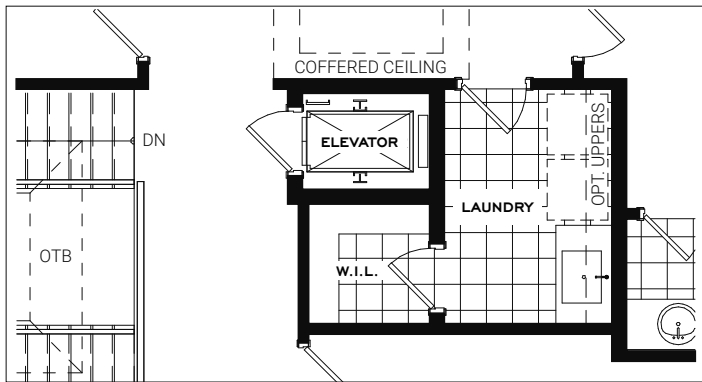 COFFERED CEILING
DN
ELEVATOR
OPT. UPPERS
LAUNDRY
OTB
W.I.L.